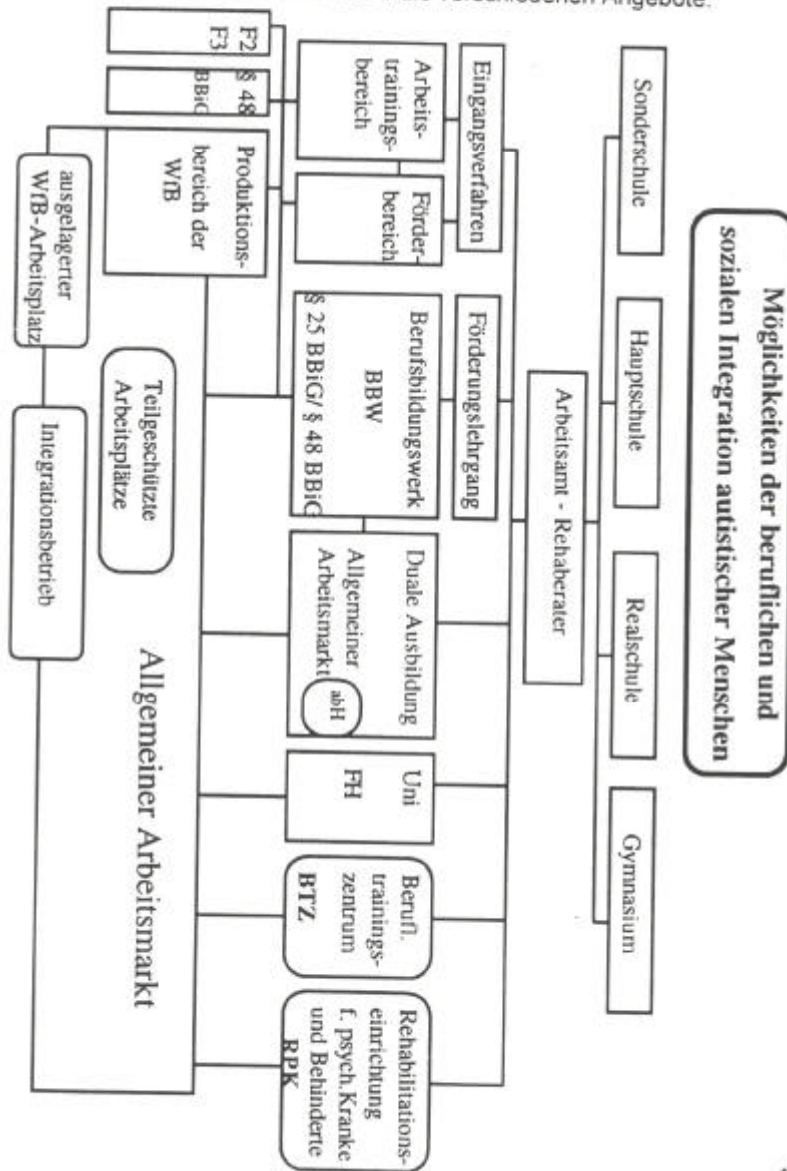 verschiedenen Angebote.
Möglichkeiten der beruflichen und
sozialen Integration autistischer Menschen
Sonderschule
Hauptschule
Realschule
Gymnasium
Arbeitsamt - Rehaberater
Eingangsverfahren
Förderungslehrgang
Arbeits-
trainings-
bereich
Förder-
bereich
Berufsbildungswerk
BBW
§ 25 BBiG/ § 48 BBiG
Duale Ausbildung
Allgemeiner
Arbeitsmarkt
abH
Uni
FH
Berufl.
trainings-
zentrum
BTZ
Rehabilitations-
einrichtung
f. psych.Kranke
und Behinderte
RPK
F2
F3
§ 48
BBiG
Produktions-
bereich der
WfB
Allgemeiner Arbeitsmarkt
Teilgeschützte
Arbeitsplätze
ausgelagerter
WfB-Arbeitsplatz
Integrationsbetrieb